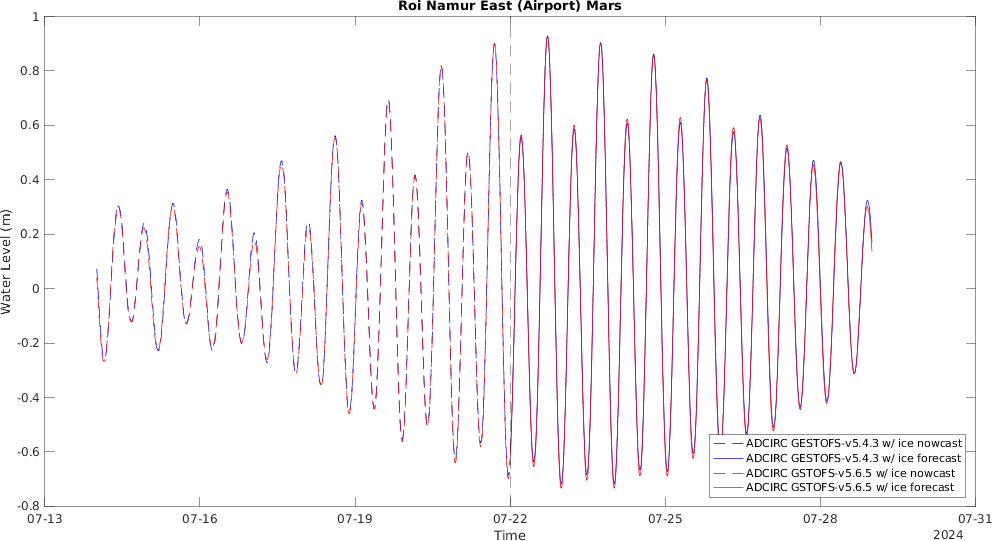 Roi Namur East (Airport) Mars
1
0.8
0.6
0.4
0.2
0
-0.2
-0.4
-0.6
-0.8
Water Level (m)
07-13
07-16
07-19
07-22
07-25
07-28
07-31
Time
2024
ADCIRC GESTOFS-v5.4.3 w/ ice nowcast
ADCIRC GESTOFS-v5.4.3 w/ ice forecast
ADCIRC GSTOFS-v5.6.5 w/ ice nowcast
ADCIRC GSTOFS-v5.6.5 w/ ice forecast